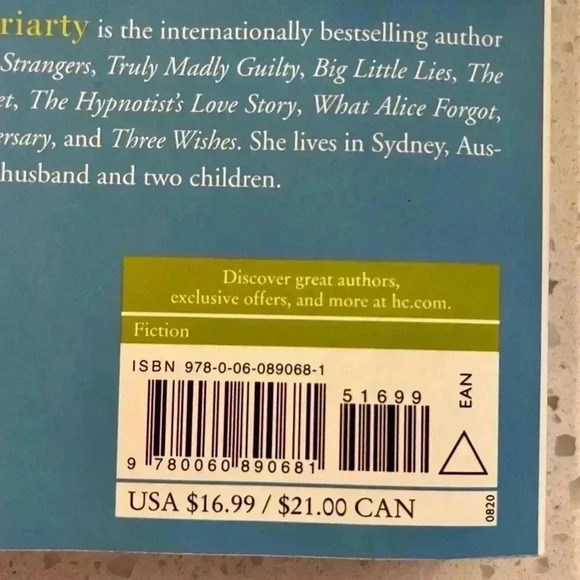 riarty is the internationally bestselling author
Strangers, Truly Madly Guilty, Big Little Lies, The
et, The Hypnotist's Love Story, What Alice Forgot,
ersary, and Three Wishes. She lives in Sydney, Aus-
husband and two children.
Discover great authors,
exclusive offers, and more at hc.com.
Fiction
ISBN 978-0-06-089068-1
51699
EAN
9 780060 890681
USA $16.99 / $21.00 CAN
0820